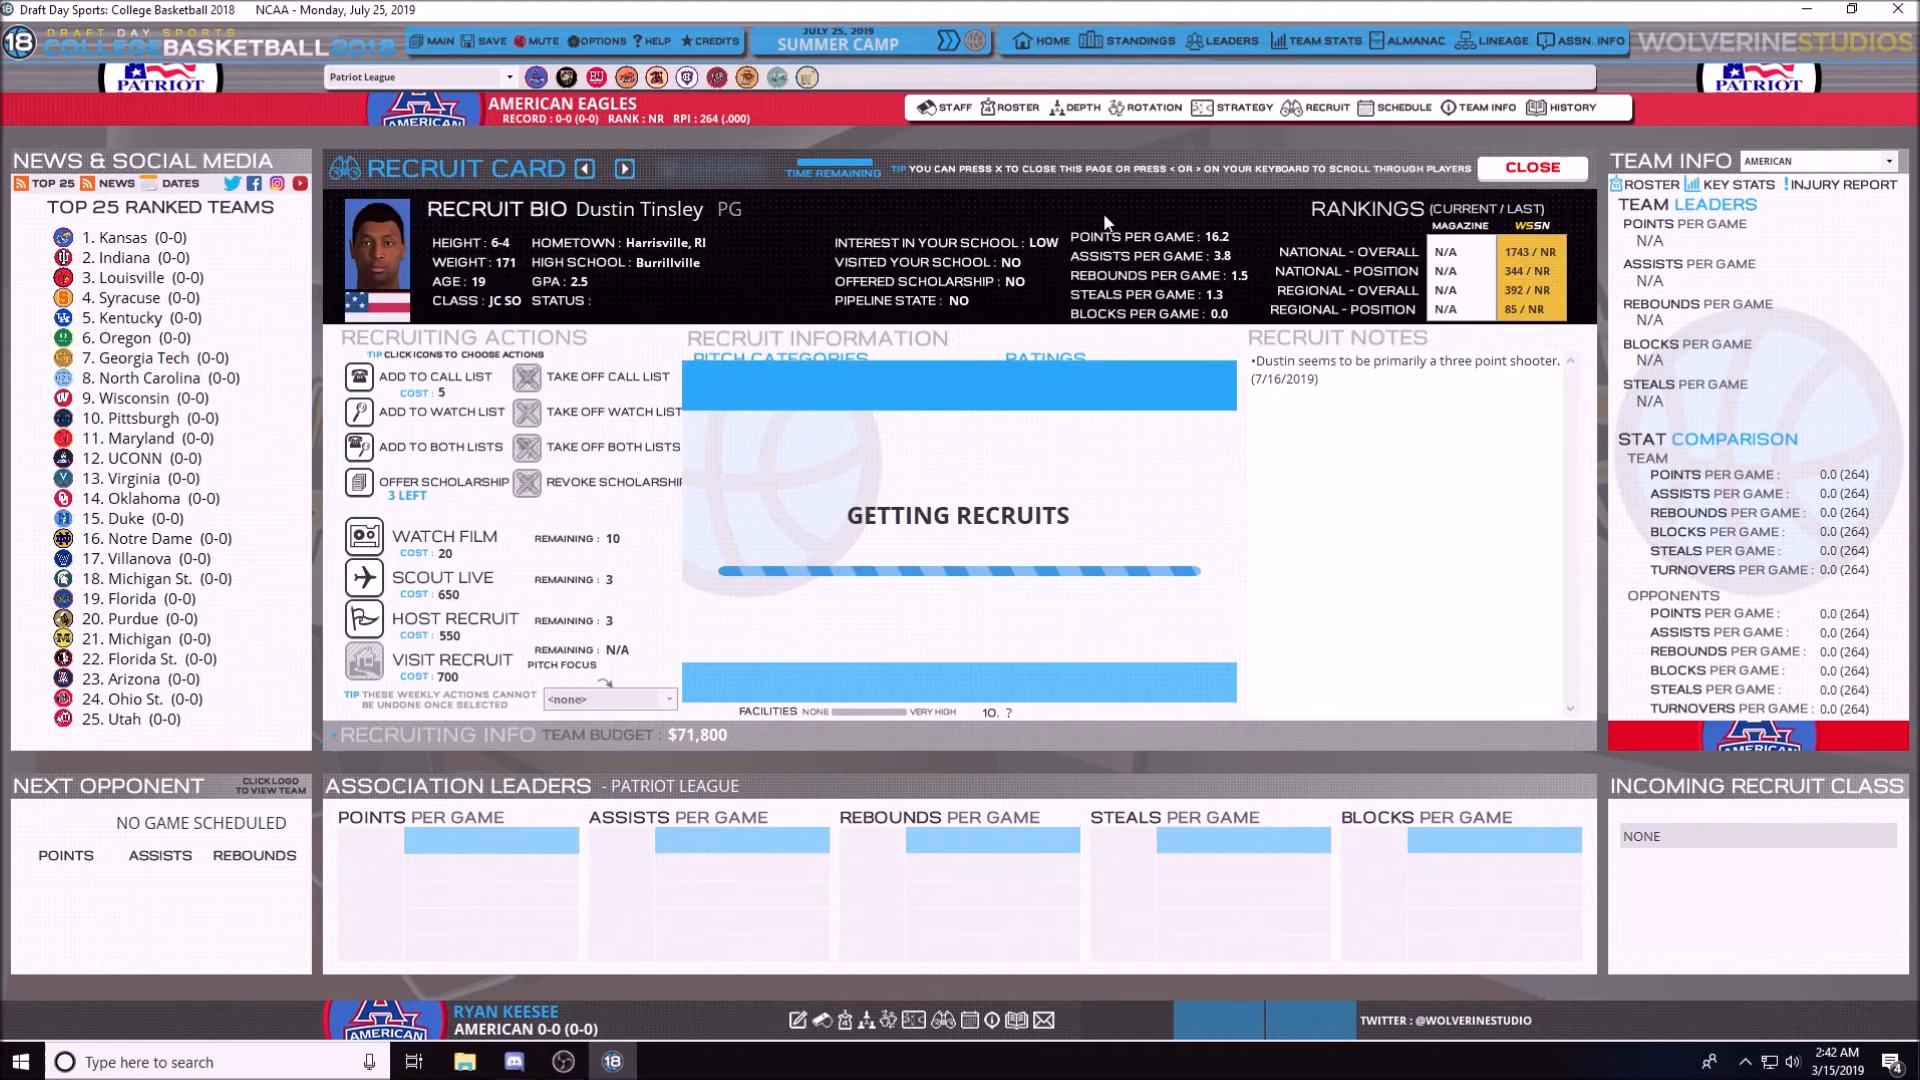 Draft Day Sports: College Basketball 2018 NCAA - Monday, July 25, 2019
18 DRAFT DAY SPORTS
COLLEGE BASKETBALL 2018
MAIN SAVE MUTE OPTIONS HELP CREDITS
JULY 25, 2019
SUMMER CAMP
HOME STANDINGS LEADERS TEAM STATS ALMANAC LINEAGE ASSN. INFO
WOLVERINESTUDIOS
PATRIOT
Patriot League
PATRIOT
AMERICAN
AMERICAN EAGLES
RECORD : 0-0 (0-0) RANK : NR RPI : 264 (.000)
STAFF ROSTER DEPTH ROTATION STRATEGY RECRUIT SCHEDULE TEAM INFO HISTORY
NEWS & SOCIAL MEDIA
TOP 25 NEWS DATES
TOP 25 RANKED TEAMS
1. Kansas (0-0)
2. Indiana (0-0)
3. Louisville (0-0)
4. Syracuse (0-0)
5. Kentucky (0-0)
6. Oregon (0-0)
7. Georgia Tech (0-0)
8. North Carolina (0-0)
9. Wisconsin (0-0)
10. Pittsburgh (0-0)
11. Maryland (0-0)
12. UCONN (0-0)
13. Virginia (0-0)
14. Oklahoma (0-0)
15. Duke (0-0)
16. Notre Dame (0-0)
17. Villanova (0-0)
18. Michigan St. (0-0)
19. Florida (0-0)
20. Purdue (0-0)
21. Michigan (0-0)
22. Florida St. (0-0)
23. Arizona (0-0)
24. Ohio St. (0-0)
25. Utah (0-0)
RECRUIT CARD
TIME REMAINING
TIP YOU CAN PRESS X TO CLOSE THIS PAGE OR PRESS < OR > ON YOUR KEYBOARD TO SCROLL THROUGH PLAYERS
CLOSE
RECRUIT BIO Dustin Tinsley PG
HEIGHT : 6-4 HOMETOWN : Harrisville, RI
WEIGHT : 171 HIGH SCHOOL : Burrillville
AGE : 19 GPA : 2.5
CLASS : JC SO STATUS :
INTEREST IN YOUR SCHOOL : LOW
VISITED YOUR SCHOOL : NO
OFFERED SCHOLARSHIP : NO
PIPELINE STATE : NO
POINTS PER GAME : 16.2
ASSISTS PER GAME : 3.8
REBOUNDS PER GAME : 1.5
STEALS PER GAME : 1.3
BLOCKS PER GAME : 0.0
RANKINGS (CURRENT / LAST)
MAGAZINE WSSN
NATIONAL - OVERALL N/A 1743 / NR
NATIONAL - POSITION N/A 344 / NR
REGIONAL - OVERALL N/A 392 / NR
REGIONAL - POSITION N/A 85 / NR
RECRUITING ACTIONS
TIP CLICK ICONS TO CHOOSE ACTIONS
ADD TO CALL LIST TAKE OFF CALL LIST
COST : 5
ADD TO WATCH LIST TAKE OFF WATCH LIST
ADD TO BOTH LISTS TAKE OFF BOTH LISTS
OFFER SCHOLARSHIP REVOKE SCHOLARSHIP
3 LEFT
WATCH FILM REMAINING : 10
COST : 20
SCOUT LIVE REMAINING : 3
COST : 650
HOST RECRUIT REMAINING : 3
COST : 550
VISIT RECRUIT REMAINING : N/A
COST : 700
PITCH FOCUS
TIP THESE WEEKLY ACTIONS CANNOT
BE UNDONE ONCE SELECTED
<none>
RECRUIT INFORMATION
PITCH CATEGORIES RATINGS
GETTING RECRUITS
FACILITIES NONE VERY HIGH 10. ?
RECRUIT NOTES
•Dustin seems to be primarily a three point shooter.
(7/16/2019)
RECRUITING INFO TEAM BUDGET : $71,800
TEAM INFO AMERICAN
ROSTER KEY STATS INJURY REPORT
TEAM LEADERS
POINTS PER GAME
N/A
ASSISTS PER GAME
N/A
REBOUNDS PER GAME
N/A
BLOCKS PER GAME
N/A
STEALS PER GAME
N/A
STAT COMPARISON
TEAM
POINTS PER GAME : 0.0 (264)
ASSISTS PER GAME : 0.0 (264)
REBOUNDS PER GAME : 0.0 (264)
BLOCKS PER GAME : 0.0 (264)
STEALS PER GAME : 0.0 (264)
TURNOVERS PER GAME : 0.0 (264)
OPPONENTS
POINTS PER GAME : 0.0 (264)
ASSISTS PER GAME : 0.0 (264)
REBOUNDS PER GAME : 0.0 (264)
BLOCKS PER GAME : 0.0 (264)
STEALS PER GAME : 0.0 (264)
TURNOVERS PER GAME : 0.0 (264)
AMERICAN
NEXT OPPONENT
CLICK LOGO
TO VIEW TEAM
NO GAME SCHEDULED
POINTS ASSISTS REBOUNDS
ASSOCIATION LEADERS - PATRIOT LEAGUE
POINTS PER GAME ASSISTS PER GAME REBOUNDS PER GAME STEALS PER GAME BLOCKS PER GAME
INCOMING RECRUIT CLASS
NONE
AMERICAN
RYAN KEESEE
AMERICAN 0-0 (0-0)
TWITTER : @WOLVERINESTUDIO
Type here to search
18
2:42 AM
3/15/2019
4